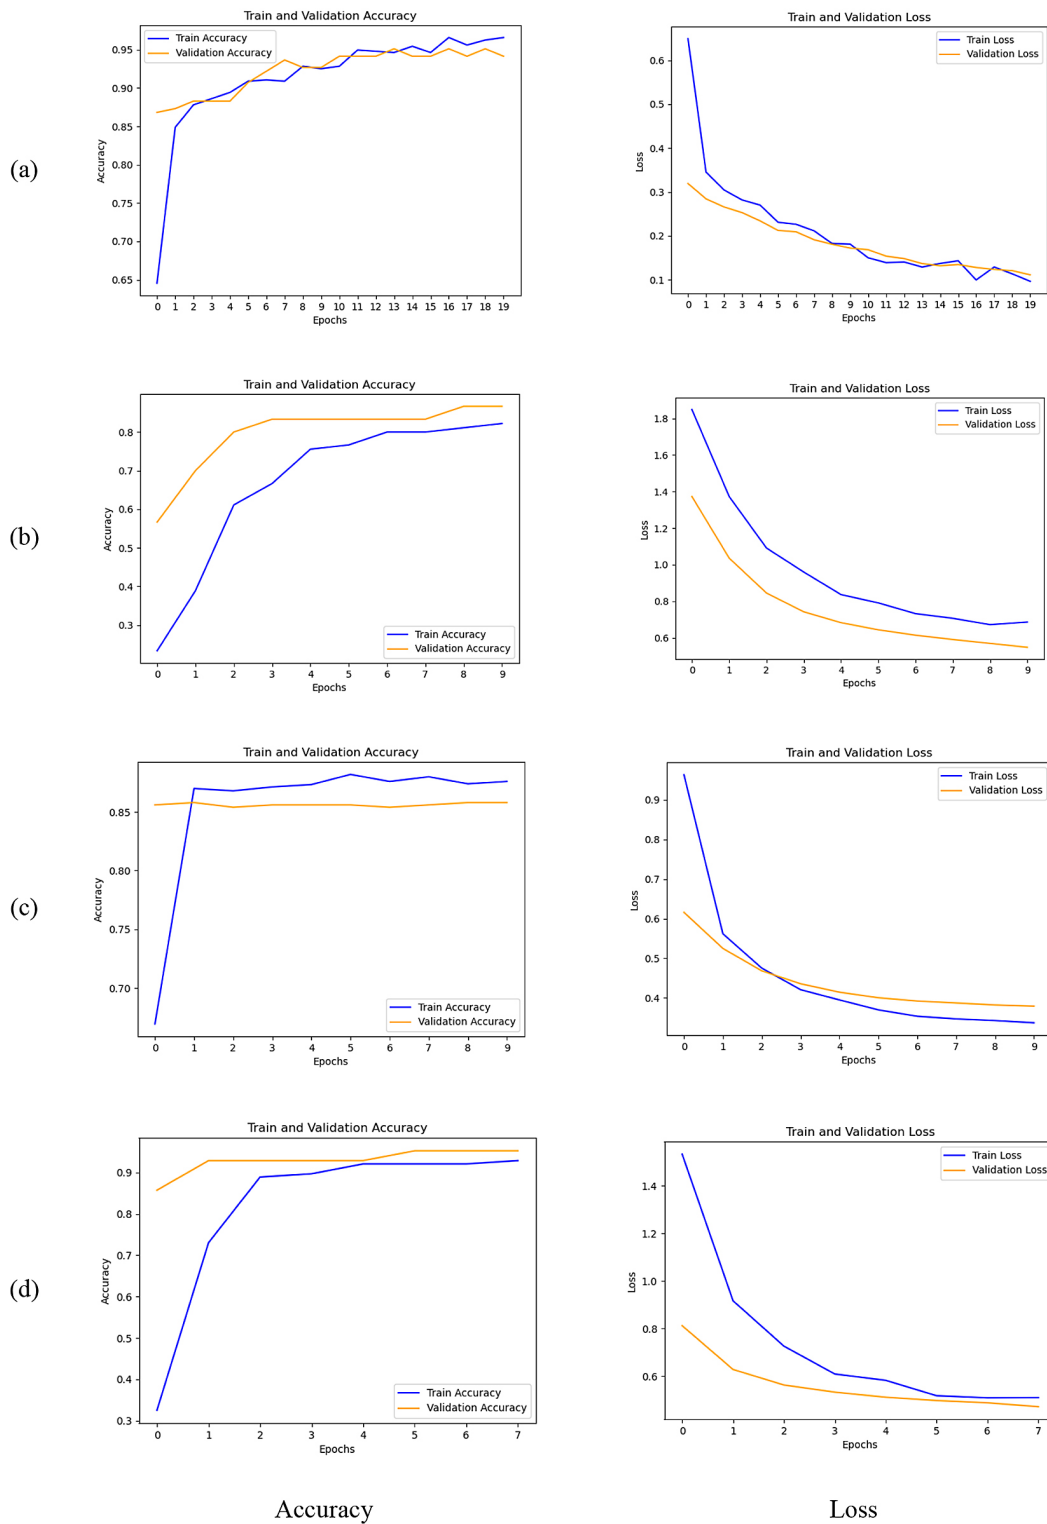 Train and Validation Accuracy
Train Accuracy
Validation Accuracy
0.95
0.90
0.85
0.80
0.75
0.70
0.65
Accuracy
0 1 2 3 4 5 6 7 8 9 10 11 12 13 14 15 16 17 18 19
Epochs
Train and Validation Loss
Train Loss
Validation Loss
0.6
0.5
0.4
0.3
0.2
0.1
Loss
0 1 2 3 4 5 6 7 8 9 10 11 12 13 14 15 16 17 18 19
Epochs
(a)
Train and Validation Accuracy
0.8
0.7
0.6
0.5
0.4
0.3
Accuracy
Train Accuracy
Validation Accuracy
0 1 2 3 4 5 6 7 8 9
Epochs
Train and Validation Loss
Train Loss
Validation Loss
1.8
1.6
1.4
1.2
1.0
0.8
0.6
Loss
0 1 2 3 4 5 6 7 8 9
Epochs
(b)
Train and Validation Accuracy
0.85
0.80
0.75
0.70
Accuracy
Train Accuracy
Validation Accuracy
0 1 2 3 4 5 6 7 8 9
Epochs
Train and Validation Loss
Train Loss
Validation Loss
0.9
0.8
0.7
0.6
0.5
0.4
Loss
0 1 2 3 4 5 6 7 8 9
Epochs
(c)
Train and Validation Accuracy
0.9
0.8
0.7
0.6
0.5
0.4
0.3
Accuracy
Train Accuracy
Validation Accuracy
0 1 2 3 4 5 6 7
Epochs
Train and Validation Loss
Train Loss
Validation Loss
1.4
1.2
1.0
0.8
0.6
Loss
0 1 2 3 4 5 6 7
Epochs
(d)
Accuracy
Loss